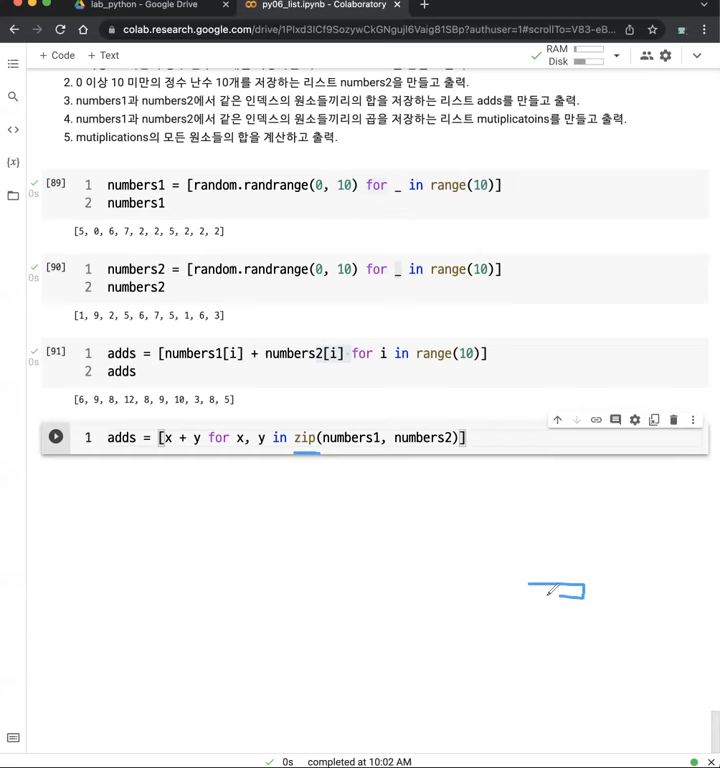 lab_python - Google Drive
py06_list.ipynb - Colaboratory
colab.research.google.com/drive/1PIxd3ICf9SozywCkGNgujI6Vaig81SBp?authuser=1#scrollTo=V83-eB...
+ Code + Text
RAM
Disk
2. 0 이상 10 미만의 정수 난수 10개를 저장하는 리스트 numbers2을 만들고 출력.
3. numbers1과 numbers2에서 같은 인덱스의 원소들끼리의 합을 저장하는 리스트 adds를 만들고 출력.
4. numbers1과 numbers2에서 같은 인덱스의 원소들끼리의 곱을 저장하는 리스트 mutiplicatoins를 만들고 출력.
5. mutiplications의 모든 원소들의 합을 계산하고 출력.
[89] 1 numbers1 = [random.randrange(0, 10) for _ in range(10)]
0s 2 numbers1
[5, 0, 6, 7, 2, 2, 5, 2, 2, 2]
[90] 1 numbers2 = [random.randrange(0, 10) for _ in range(10)]
0s 2 numbers2
[1, 9, 2, 5, 6, 7, 5, 1, 6, 3]
[91] 1 adds = [numbers1[i] + numbers2[i] for i in range(10)]
0s 2 adds
[6, 9, 8, 12, 8, 9, 10, 3, 8, 5]
1 adds = [x + y for x, y in zip(numbers1, numbers2)]
0s completed at 10:02 AM